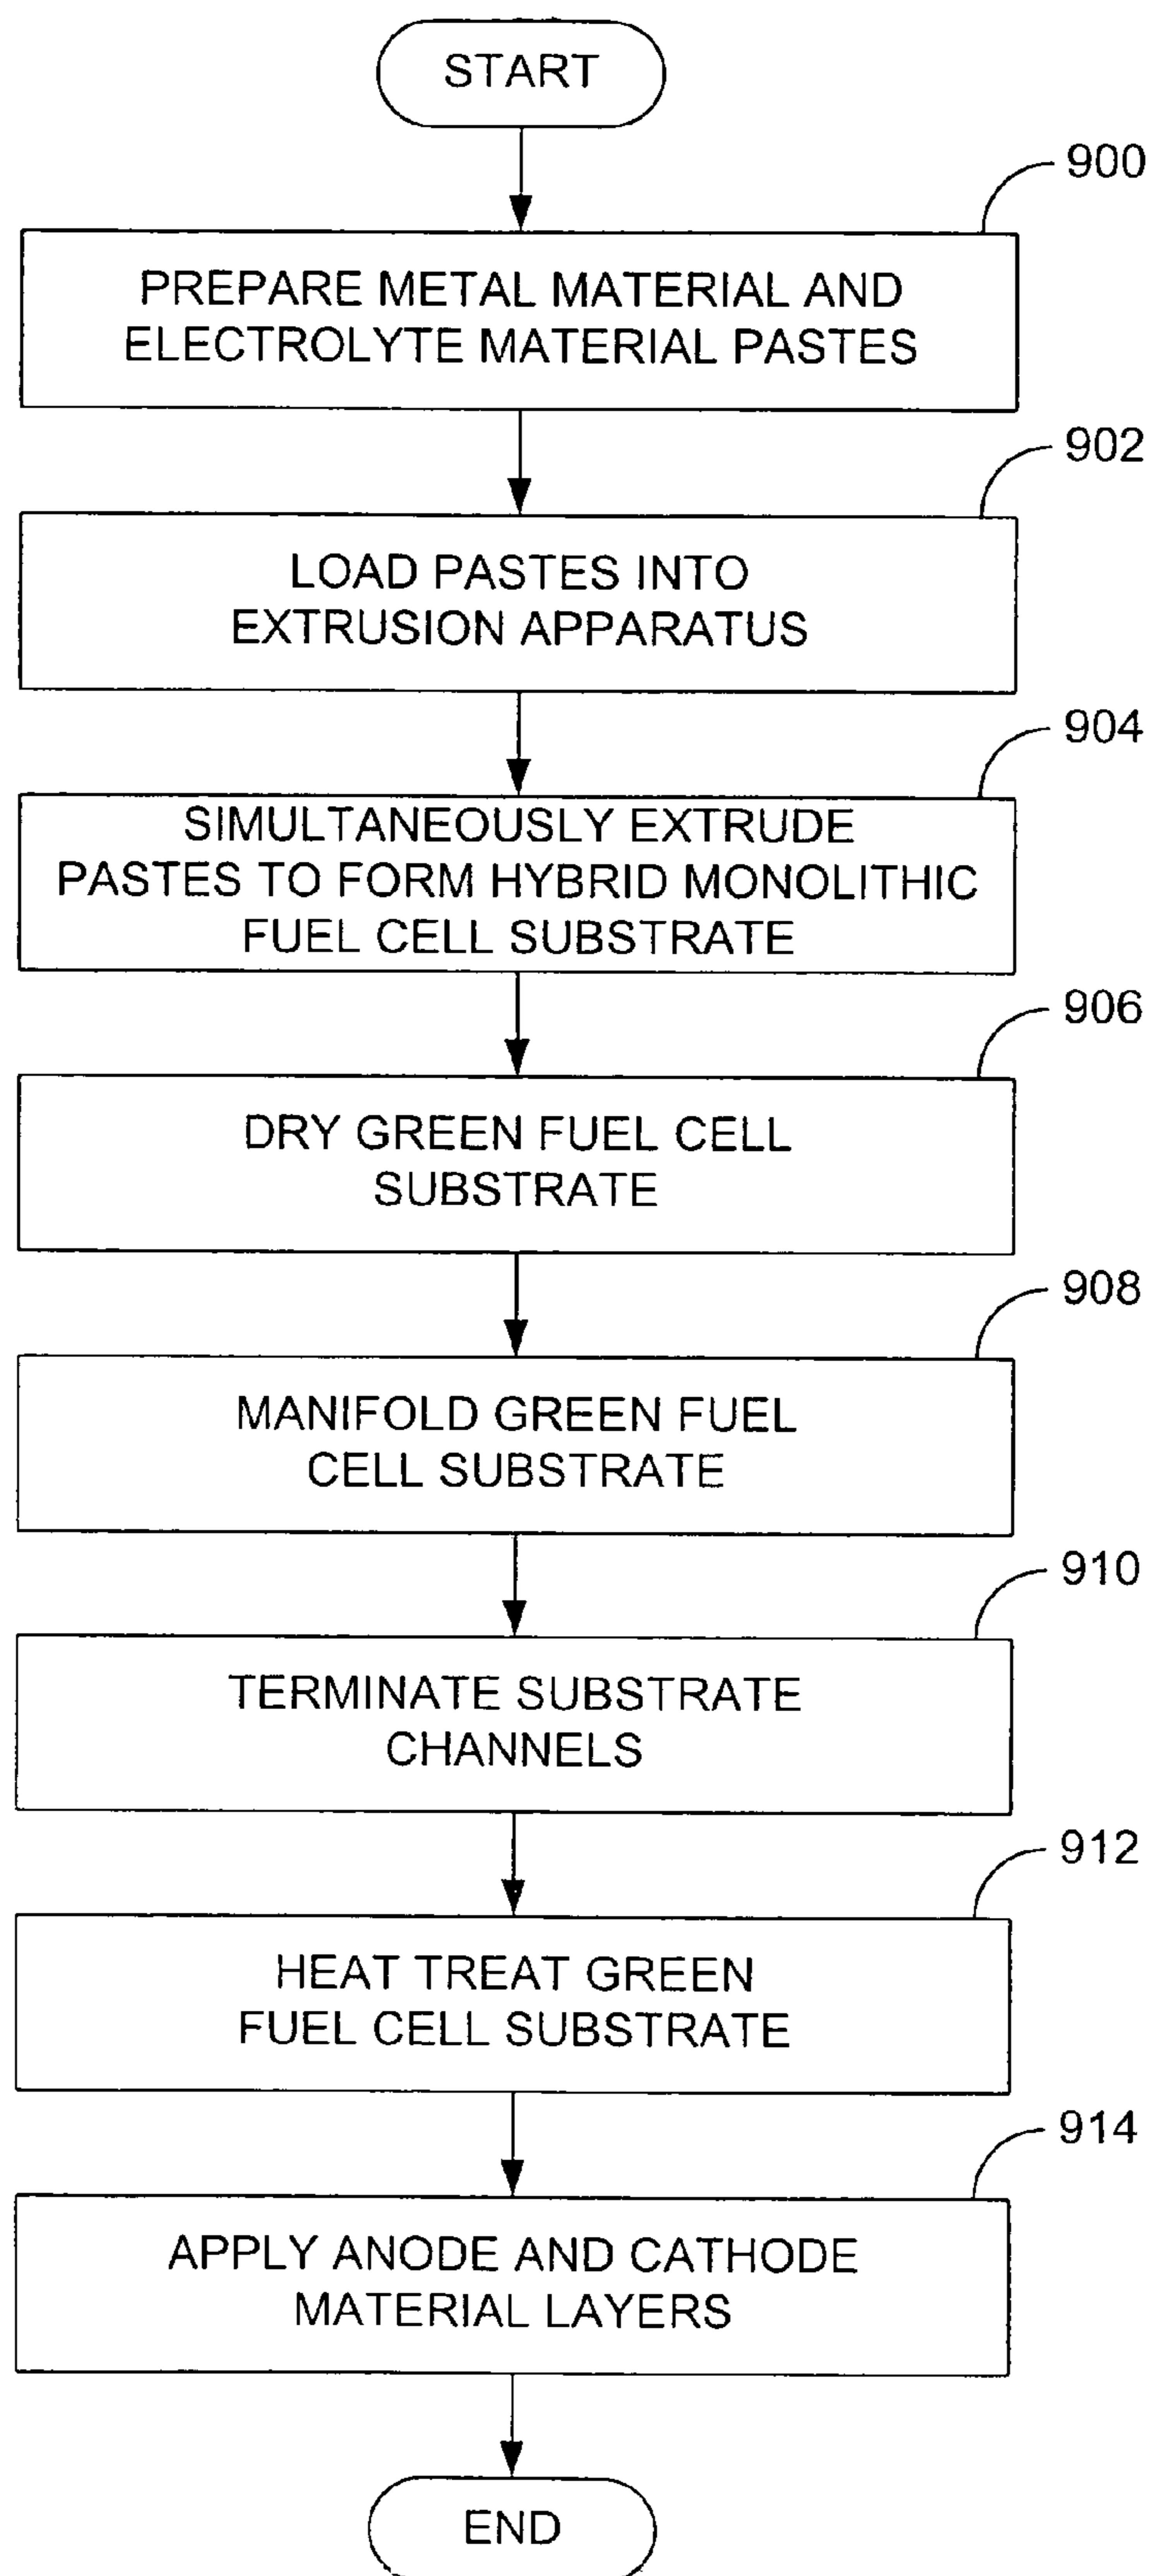 START
900
PREPARE METAL MATERIAL AND
ELECTROLYTE MATERIAL PASTES
902
LOAD PASTES INTO
EXTRUSION APPARATUS
904
SIMULTANEOUSLY EXTRUDE
PASTES TO FORM HYBRID MONOLITHIC
FUEL CELL SUBSTRATE
906
DRY GREEN FUEL CELL
SUBSTRATE
908
MANIFOLD GREEN FUEL
CELL SUBSTRATE
910
TERMINATE SUBSTRATE
CHANNELS
912
HEAT TREAT GREEN
FUEL CELL SUBSTRATE
914
APPLY ANODE AND CATHODE
MATERIAL LAYERS
END